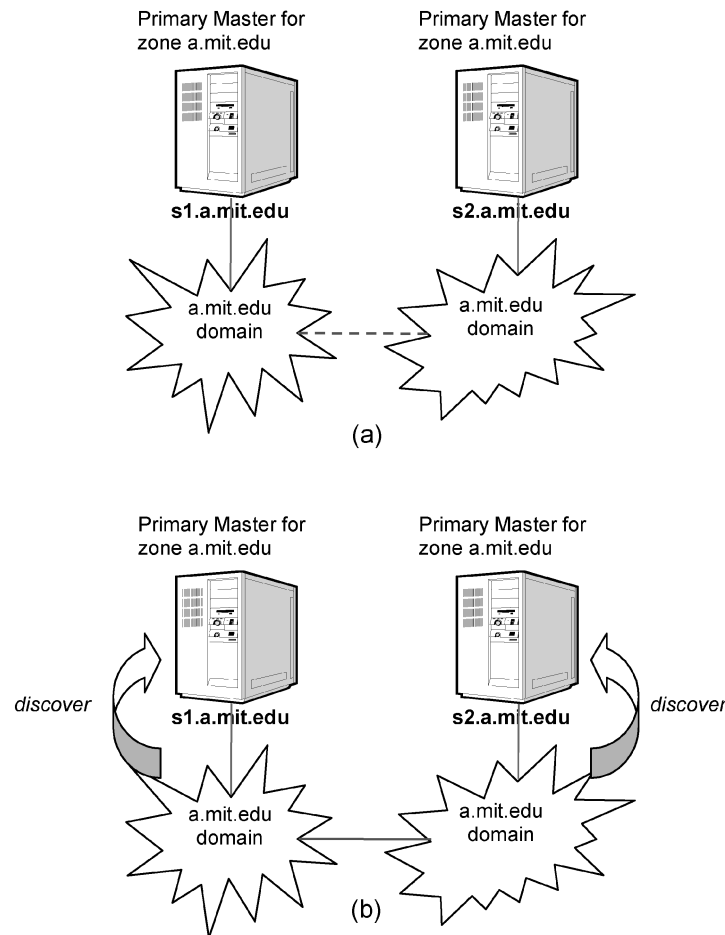 Primary Master for
zone a.mit.edu
Primary Master for
zone a.mit.edu
s1.a.mit.edu
s2.a.mit.edu
a.mit.edu
domain
a.mit.edu
domain
(a)
Primary Master for
zone a.mit.edu
Primary Master for
zone a.mit.edu
discover
discover
s1.a.mit.edu
s2.a.mit.edu
a.mit.edu
domain
a.mit.edu
domain
(b)